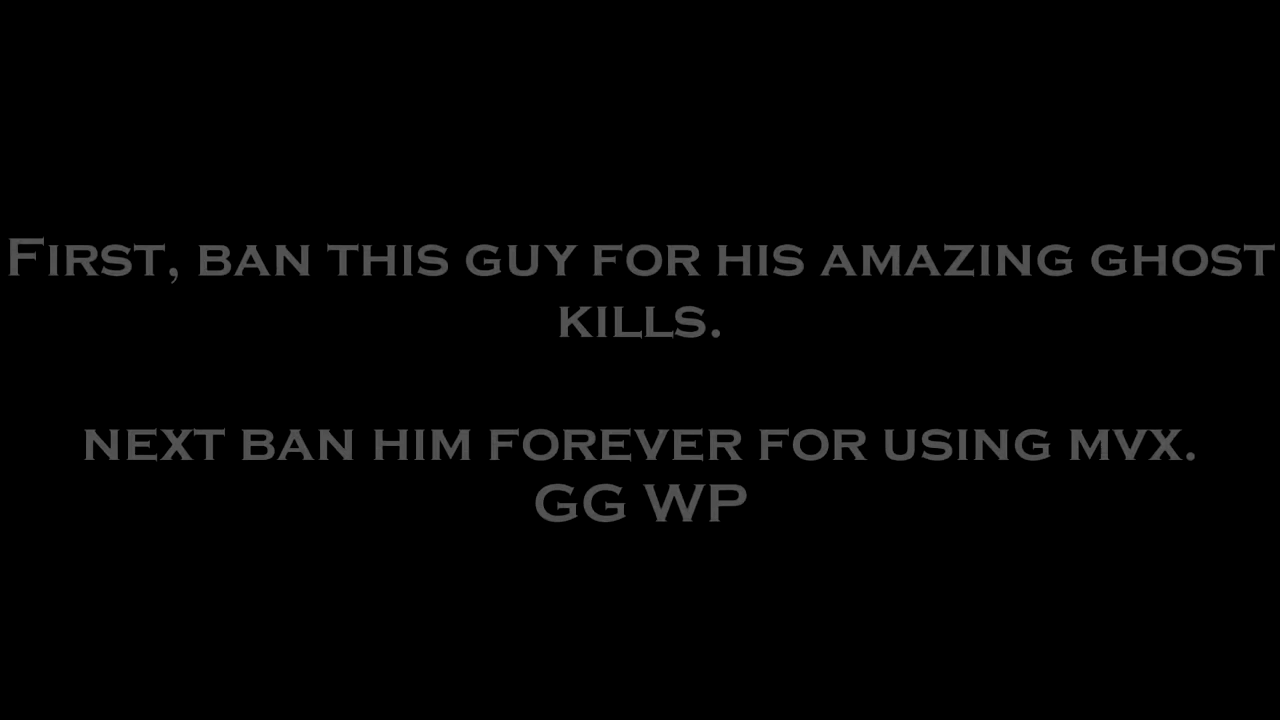 First, ban this guy for his amazing ghost
kills.
next ban him forever for using mvx.
GG WP